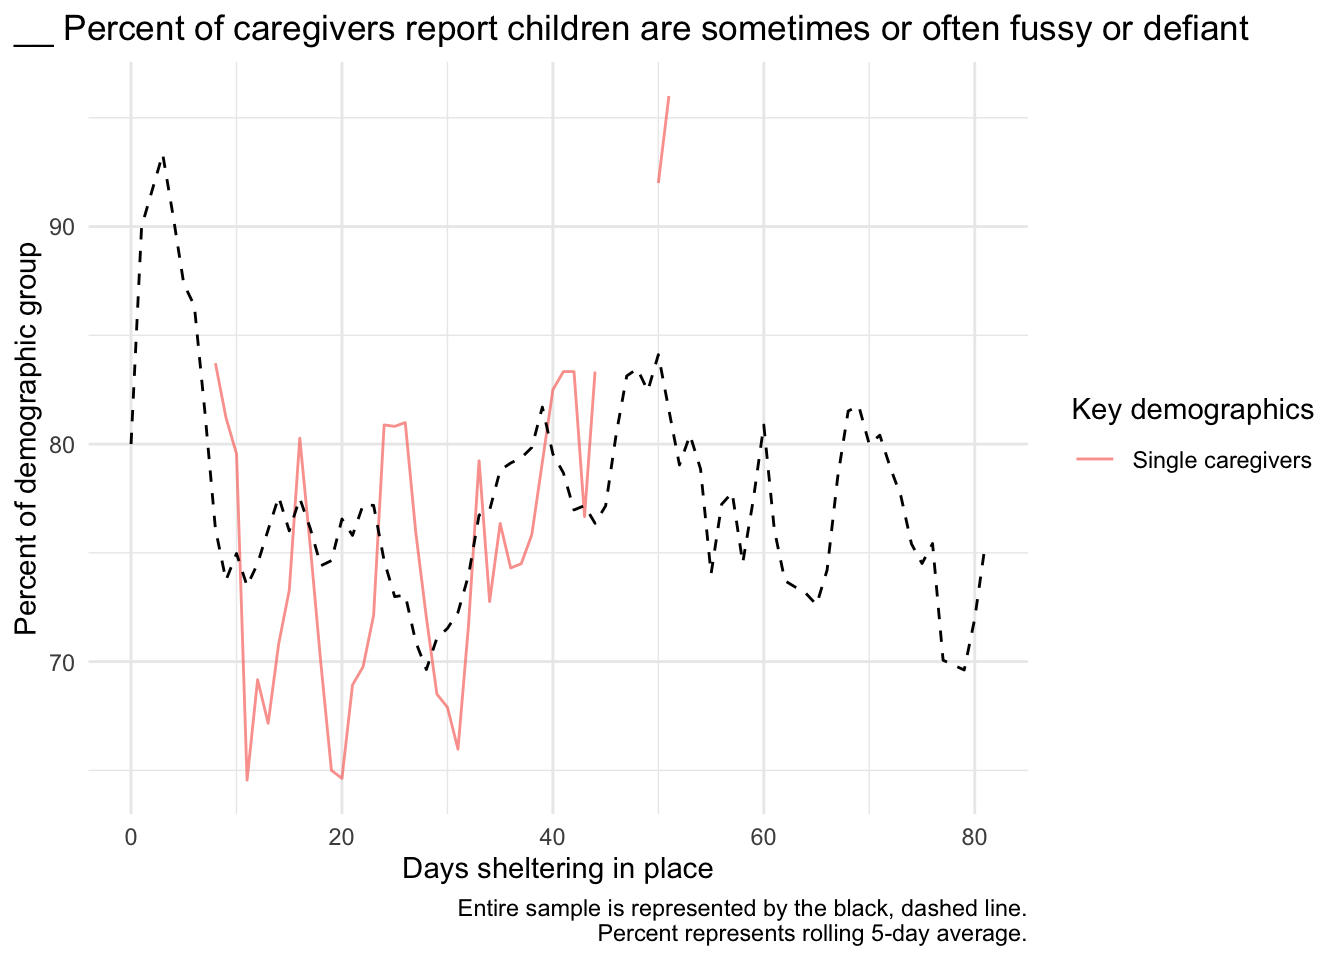 __ Percent of caregivers report children are sometimes or often fussy or defiant
Percent of demographic group
90
80
70
0 20 40 60 80
Days sheltering in place
Key demographics
Single caregivers
Entire sample is represented by the black, dashed line.
Percent represents rolling 5-day average.